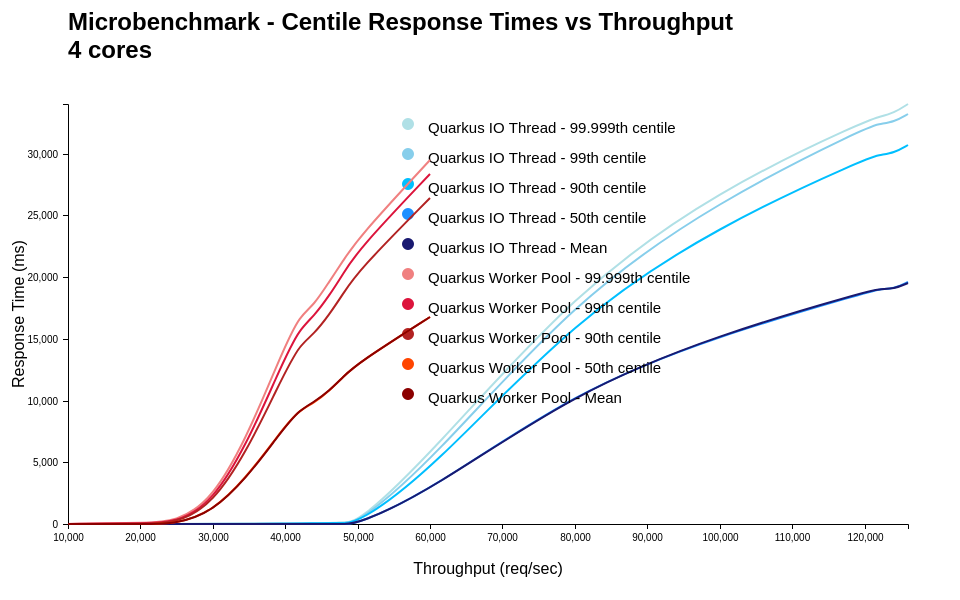 Microbenchmark - Centile Response Times vs Throughput
4 cores
Quarkus IO Thread - 99.999th centile
Quarkus IO Thread - 99th centile
Quarkus IO Thread - 90th centile
Quarkus IO Thread - 50th centile
Quarkus IO Thread - Mean
Quarkus Worker Pool - 99.999th centile
Quarkus Worker Pool - 99th centile
Quarkus Worker Pool - 90th centile
Quarkus Worker Pool - 50th centile
Quarkus Worker Pool - Mean
Response Time (ms)
30,000
25,000
20,000
15,000
10,000
5,000
0
10,000 20,000 30,000 40,000 50,000 60,000 70,000 80,000 90,000 100,000 110,000 120,000
Throughput (req/sec)